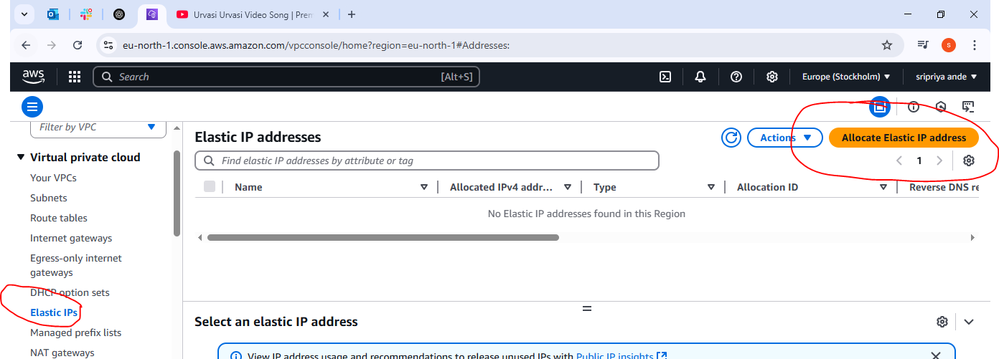 Urvasi Urvasi Video Song | Prem
eu-north-1.console.aws.amazon.com/vpcconsole/home?region=eu-north-1#Addresses:
s
aws
Search
[Alt+S]
Europe (Stockholm)
sripriya ande
Filter by VPC
Elastic IP addresses
Actions
Allocate Elastic IP address
Find elastic IP addresses by attribute or tag
1
Name
Allocated IPv4 addr...
Type
Allocation ID
Reverse DNS re
No Elastic IP addresses found in this Region
Virtual private cloud
Your VPCs
Subnets
Route tables
Internet gateways
Egress-only internet
gateways
DHCP option sets
Elastic IPs
Managed prefix lists
NAT gateways
Select an elastic IP address
View IP address usage and recommendations to release unused IPs with Public IP insights